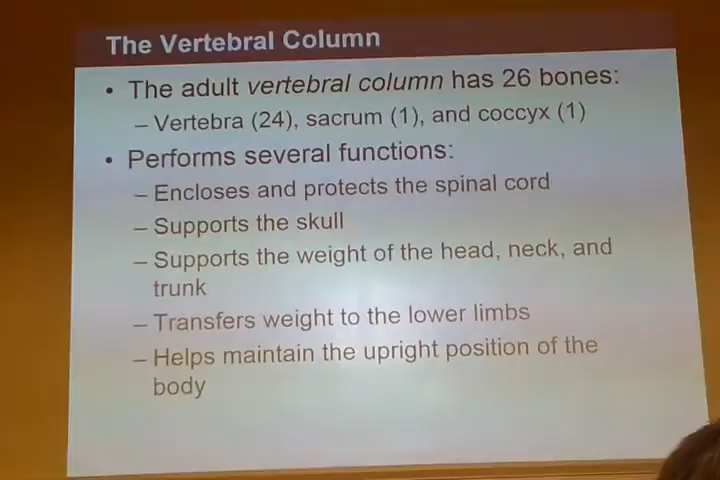 The Vertebral Column
• The adult vertebral column has 26 bones:
– Vertebra (24), sacrum (1), and coccyx (1)
• Performs several functions:
– Encloses and protects the spinal cord
– Supports the skull
– Supports the weight of the head, neck, and
trunk
– Transfers weight to the lower limbs
– Helps maintain the upright position of the
body